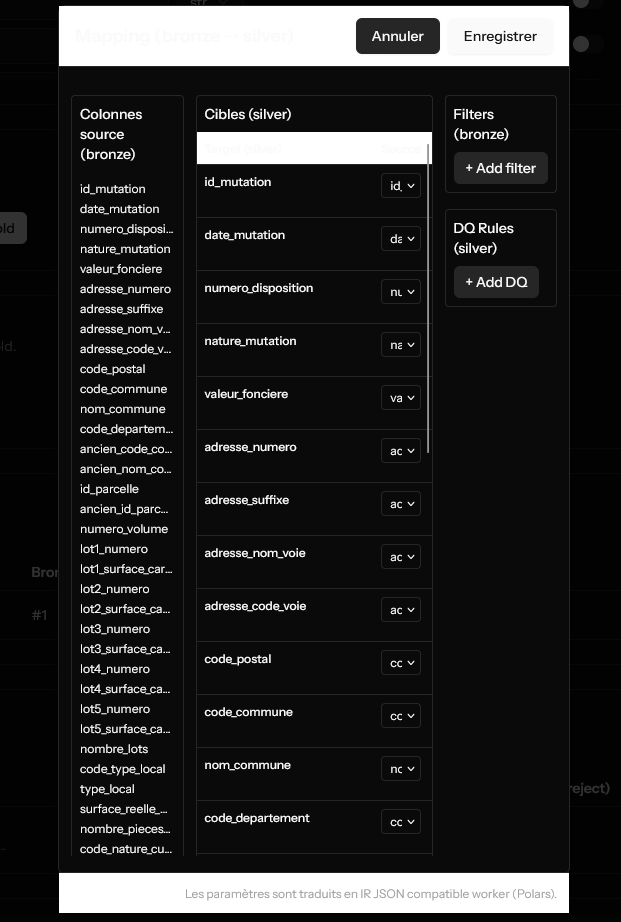 str
Mapping (bronze → silver)
Annuler
Enregistrer
Colonnes
source
(bronze)
id_mutation
date_mutation
numero_disposi...
nature_mutation
valeur_fonciere
adresse_numero
adresse_suffixe
adresse_nom_v...
adresse_code_v...
code_postal
code_commune
nom_commune
code_departem...
ancien_code_co...
ancien_nom_co...
id_parcelle
ancien_id_parc...
numero_volume
lot1_numero
lot1_surface_car...
lot2_numero
lot2_surface_ca...
lot3_numero
lot3_surface_ca...
lot4_numero
lot4_surface_ca...
lot5_numero
lot5_surface_ca...
nombre_lots
code_type_local
type_local
surface_reelle_...
nombre_pieces...
code_nature_cu...
Cibles (silver)
Target (silver)
id_mutation id_
date_mutation da
numero_disposition nu
nature_mutation na
valeur_fonciere va
adresse_numero ac
adresse_suffixe ac
adresse_nom_voie ac
adresse_code_voie ac
code_postal cc
code_commune cc
nom_commune nc
code_departement cc
Filters
(bronze)
+ Add filter
DQ Rules
(silver)
+ Add DQ
old
old.
Bron
#1
reject)
Les paramètres sont traduits en IR JSON compatible worker (Polars).